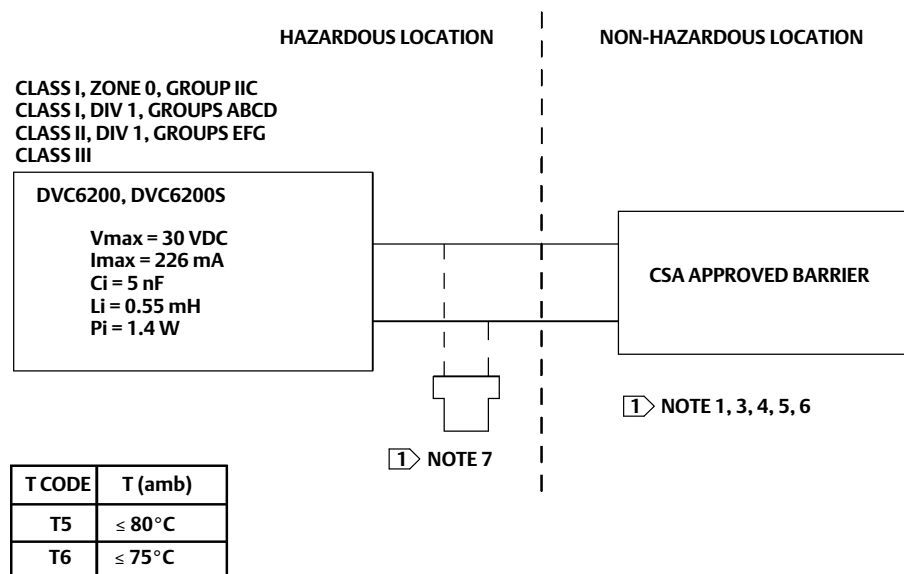 HAZARDOUS LOCATION
NON-HAZARDOUS LOCATION
CLASS I, ZONE 0, GROUP IIC
CLASS I, DIV 1, GROUPS ABCD
CLASS II, DIV 1, GROUPS EFG
CLASS III
DVC6200, DVC6200S
Vmax = 30 VDC
Imax = 226 mA
Ci = 5 nF
Li = 0.55 mH
Pi = 1.4 W
CSA APPROVED BARRIER
1 NOTE 1, 3, 4, 5, 6
1 NOTE 7
T CODE T (amb)
T5 ≤ 80°C
T6 ≤ 75°C